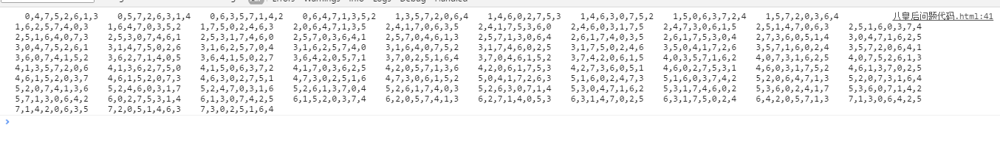 Errors Warnings Info Logs Debug Handled
0,4,7,5,2,6,1,3 0,5,7,2,6,3,1,4 0,6,3,5,7,1,4,2 0,6,4,7,1,3,5,2 1,3,5,7,2,0,6,4 1,4,6,0,2,7,5,3 1,4,6,3,0,7,5,2 1,5,0,6,3,7,2,4 1,5,7,2,0,3,6,4 八皇后问题代码.html:41
1,6,2,5,7,4,0,3 1,6,4,7,0,3,5,2 1,7,5,0,2,4,6,3 2,0,6,4,7,1,3,5 2,4,1,7,0,6,3,5 2,4,1,7,5,3,6,0 2,4,6,0,3,1,7,5 2,4,7,3,0,6,1,5 2,5,1,4,7,0,6,3 2,5,1,6,0,3,7,4
2,5,1,6,4,0,7,3 2,5,3,0,7,4,6,1 2,5,3,1,7,4,6,0 2,5,7,0,3,6,4,1 2,5,7,0,4,6,1,3 2,5,7,1,3,0,6,4 2,6,1,7,4,0,3,5 2,6,1,7,5,3,0,4 2,7,3,6,0,5,1,4 3,0,4,7,1,6,2,5
3,0,4,7,5,2,6,1 3,1,4,7,5,0,2,6 3,1,6,2,5,7,0,4 3,1,6,2,5,7,4,0 3,1,6,4,0,7,5,2 3,1,7,4,6,0,2,5 3,1,7,5,0,2,4,6 3,5,0,4,1,7,2,6 3,5,7,1,6,0,2,4 3,5,7,2,0,6,4,1
3,6,0,7,4,1,5,2 3,6,2,7,1,4,0,5 3,6,4,1,5,0,2,7 3,6,4,2,0,5,7,1 3,7,0,2,5,1,6,4 3,7,0,4,6,1,5,2 3,7,4,2,0,6,1,5 4,0,3,5,7,1,6,2 4,0,7,3,1,6,2,5 4,0,7,5,2,6,1,3
4,1,3,5,7,2,0,6 4,1,3,6,2,7,5,0 4,1,5,0,6,3,7,2 4,1,7,0,3,6,2,5 4,2,0,5,7,1,3,6 4,2,0,6,1,7,5,3 4,2,7,3,6,0,5,1 4,6,0,2,7,5,3,1 4,6,0,3,1,7,5,2 4,6,1,3,7,0,2,5
4,6,1,5,2,0,3,7 4,6,1,5,2,0,7,3 4,6,3,0,2,7,5,1 4,7,3,0,2,5,1,6 4,7,3,0,6,1,5,2 5,0,4,1,7,2,6,3 5,1,6,0,2,4,7,3 5,1,6,0,3,7,4,2 5,2,0,6,4,7,1,3 5,2,0,7,3,1,6,4
5,2,0,7,4,1,3,6 5,2,4,6,0,3,1,7 5,2,4,7,0,3,1,6 5,2,6,1,3,7,0,4 5,2,6,1,7,4,0,3 5,2,6,3,0,7,1,4 5,3,0,4,7,1,6,2 5,3,1,7,4,6,0,2 5,3,6,0,2,4,1,7 5,3,6,0,7,1,4,2
5,7,1,3,0,6,4,2 6,0,2,7,5,3,1,4 6,1,3,0,7,4,2,5 6,1,5,2,0,3,7,4 6,2,0,5,7,4,1,3 6,2,7,1,4,0,5,3 6,3,1,4,7,0,2,5 6,3,1,7,5,0,2,4 6,4,2,0,5,7,1,3 7,1,3,0,6,4,2,5
7,1,4,2,0,6,3,5 7,2,0,5,1,4,6,3 7,3,0,2,5,1,6,4